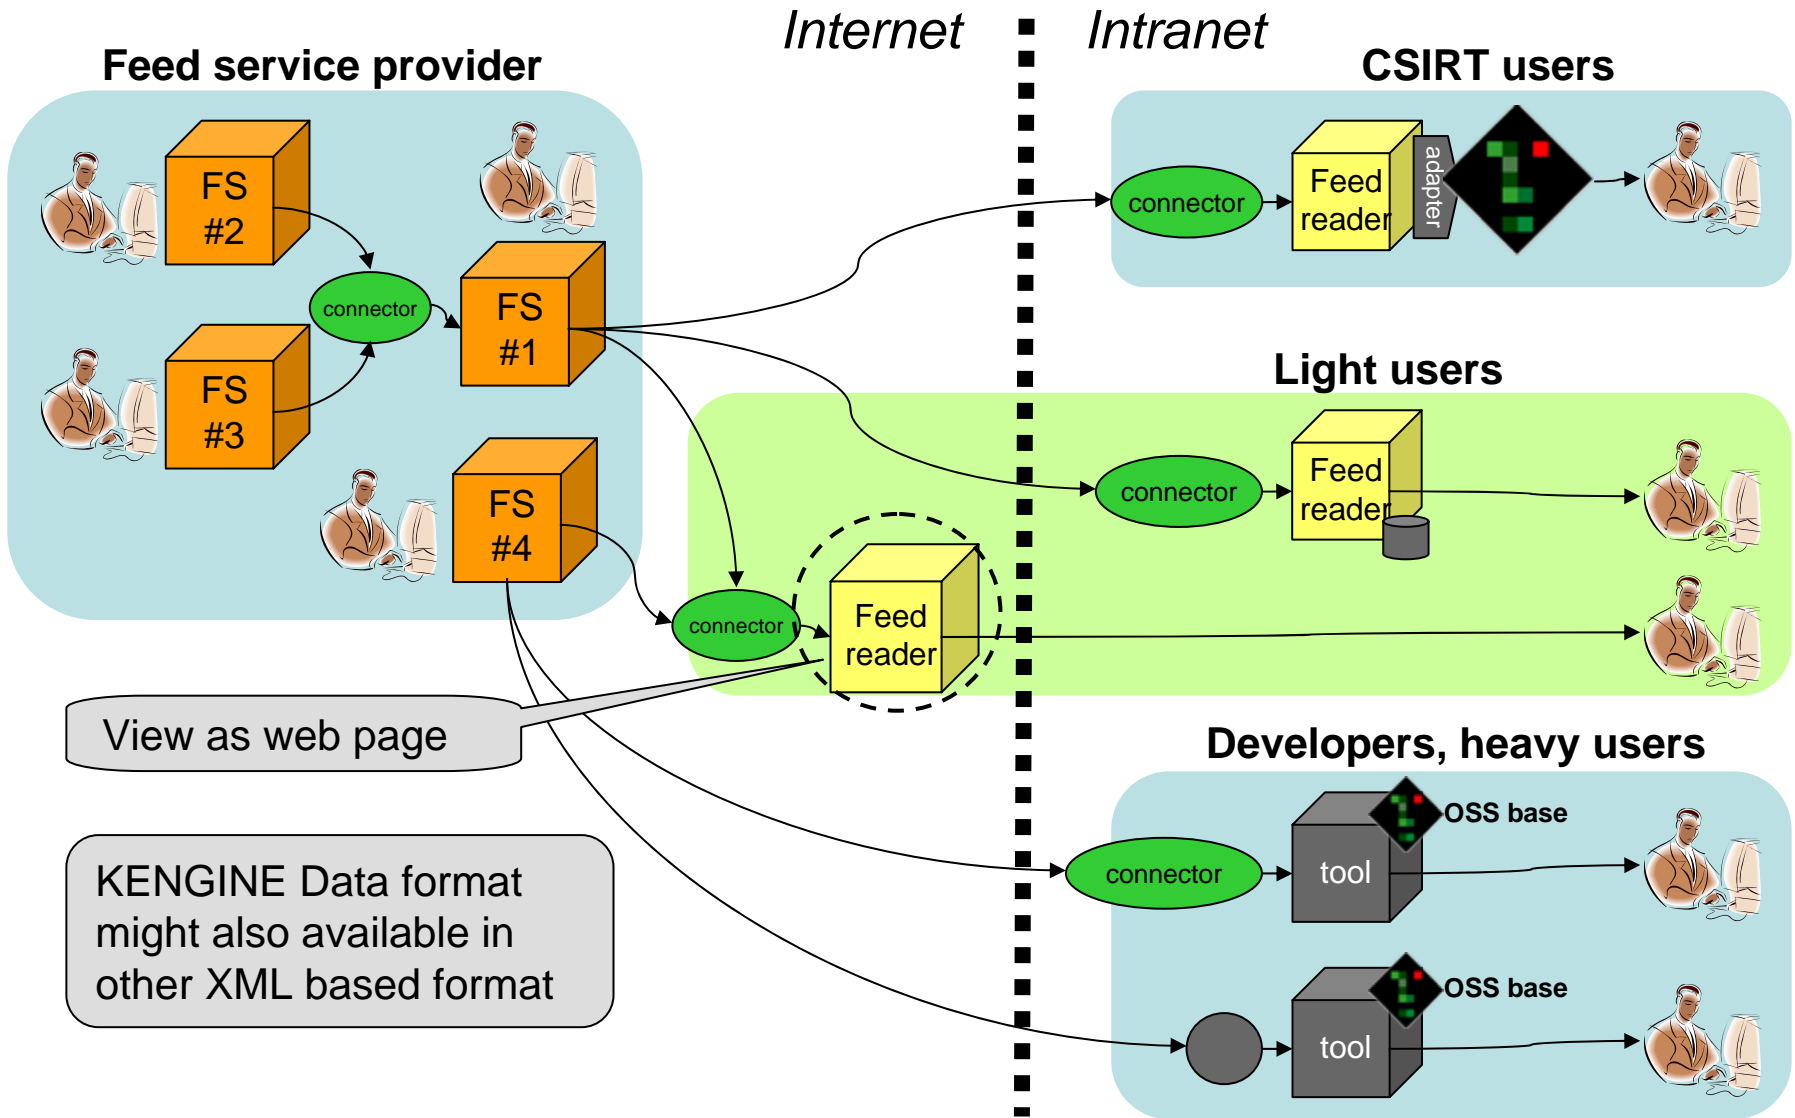 Internet
Intranet
Feed service provider
CSIRT users
FS
#2
connector
FS
#1
FS
#3
FS
#4
connector
Feed
reader
adapter
Light users
connector
Feed
reader
connector
Feed
reader
View as web page
Developers, heavy users
OSS base
connector
tool
KENGINE Data format
might also available in
other XML based format
OSS base
tool